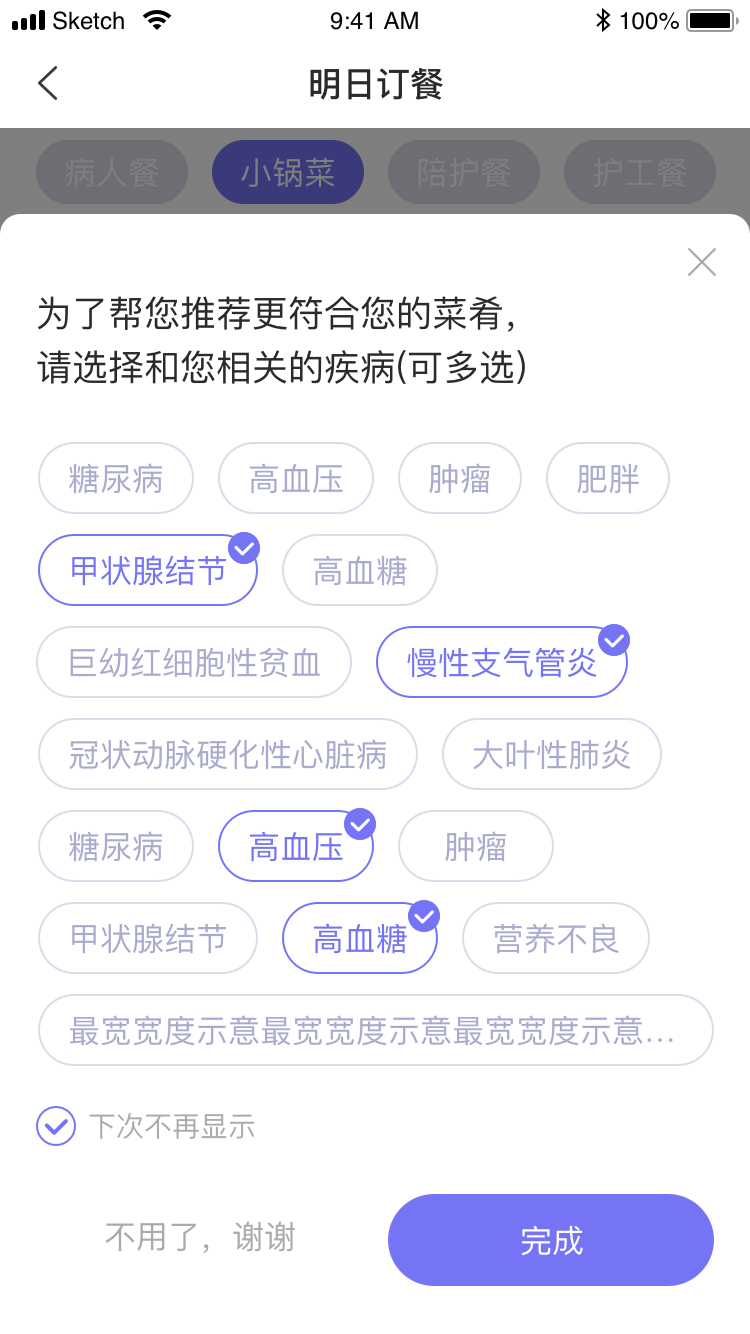 Sketch 9:41 AM 100%
明日订餐
病人餐 小锅菜 陪护餐 护工餐
为了帮您推荐更符合您的菜肴，
请选择和您相关的疾病(可多选)
糖尿病 高血压 肿瘤 肥胖
甲状腺结节 高血糖
巨幼红细胞性贫血 慢性支气管炎
冠状动脉硬化性心脏病 大叶性肺炎
糖尿病 高血压 肿瘤
甲状腺结节 高血糖 营养不良
最宽宽度示意最宽宽度示意最宽宽度示意...
下次不再显示
不用了，谢谢 完成